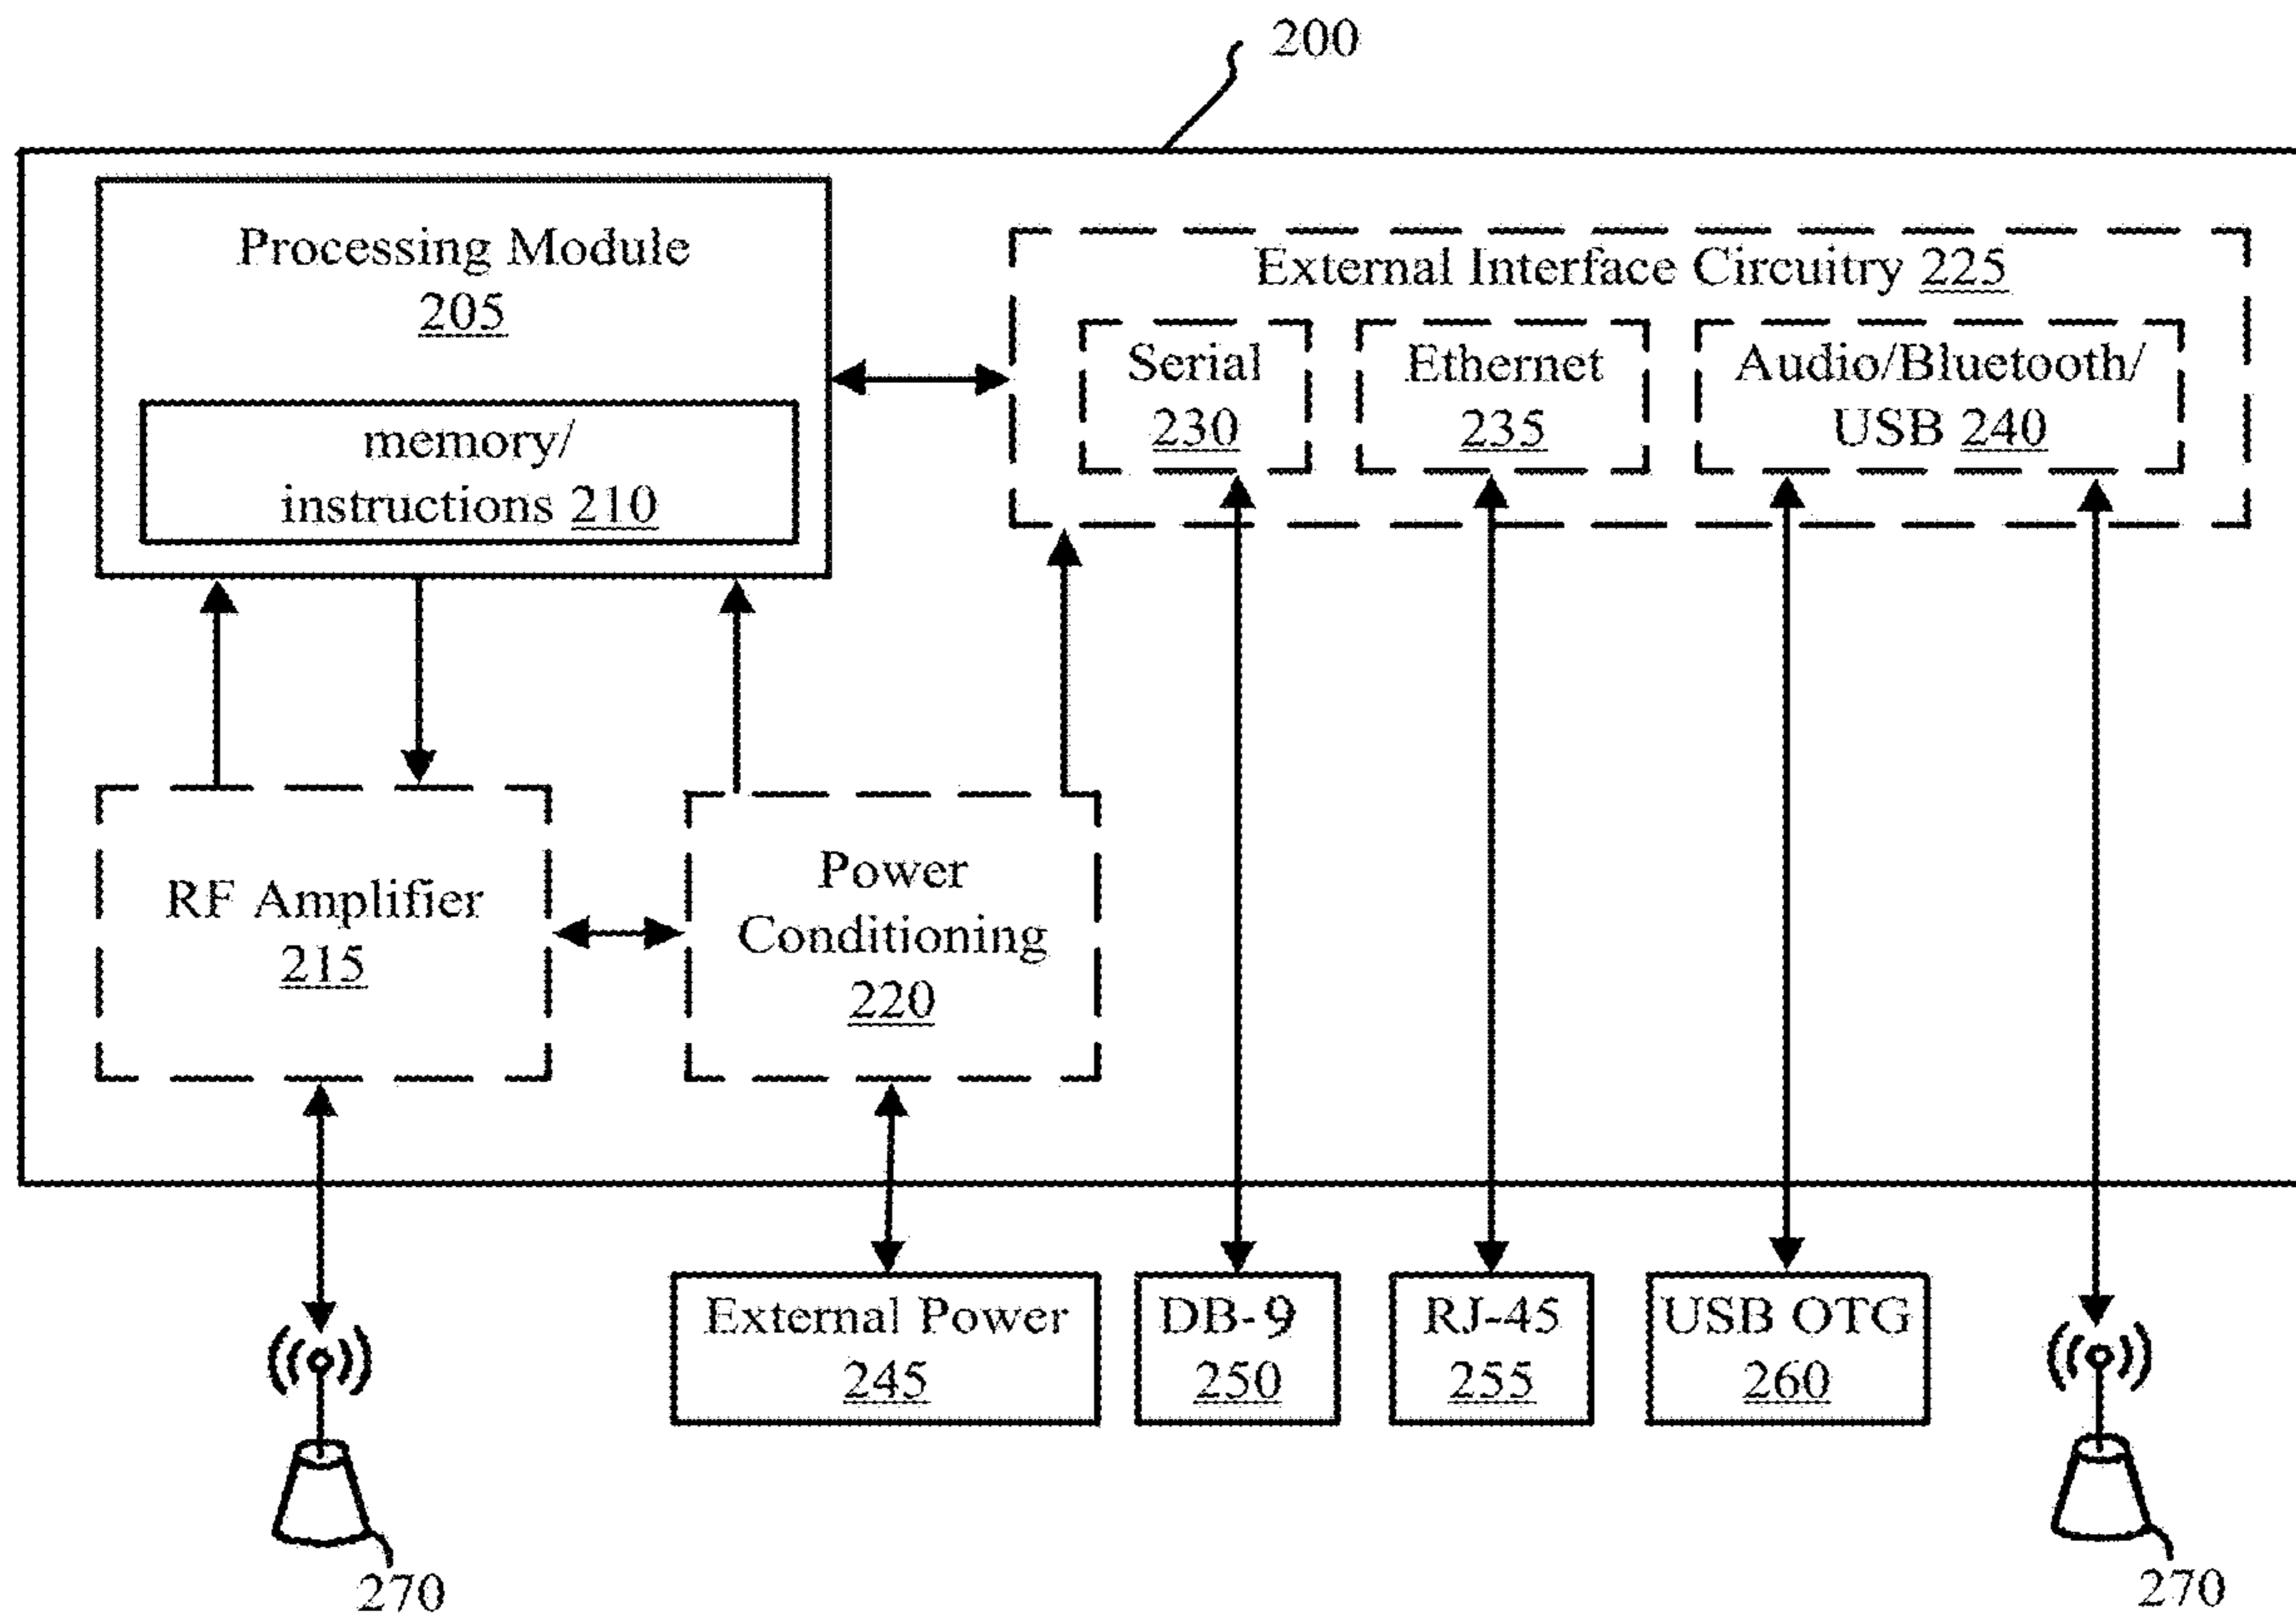 200
Processing Module
205
memory/
instructions 210
External Interface Circuitry 225
Serial
230
Ethernet
235
Audio/Bluetooth/
USB 240
RF Amplifier
215
Power
Conditioning
220
External Power
245
DB-9
250
RJ-45
255
USB OTG
260
270
270